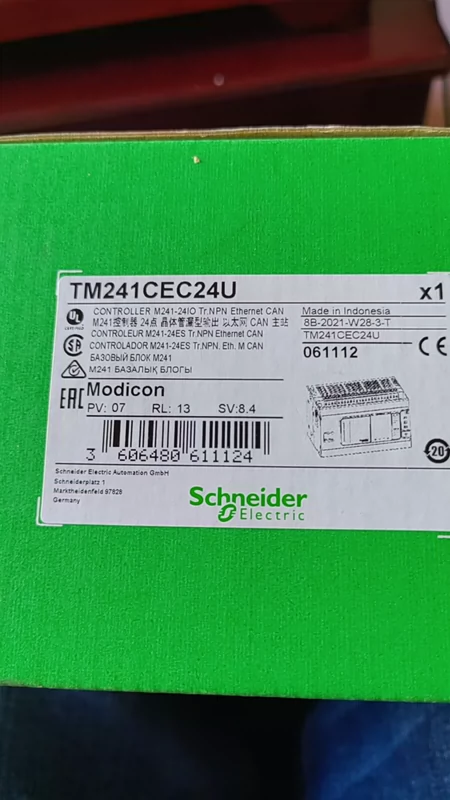 TM241CEC24U x1
CONTROLLER M241-24IO Tr.NPN Ethernet CAN
M241控制器 24点 晶体管漏型输出 以太网 CAN 主站
CONTROLEUR M241-24ES Tr.NPN Ethernet CAN
CONTROLADOR M241-24ES Tr.NPN, Eth. M CAN
БАЗОВЫЙ БЛОК M241
M241 БАЗАЛЫҚ БЛОГЫ
Made in Indonesia
8B-2021-W28-3-T
TM241CEC24U
061112
CE
UL
EAC
Modicon
PV: 07 RL: 13 SV:8.4
3 606480 611124
20
Schneider Electric Automation GmbH
Schneiderplatz 1
Marktheidenfeld 97828
Germany
Schneider
Electric